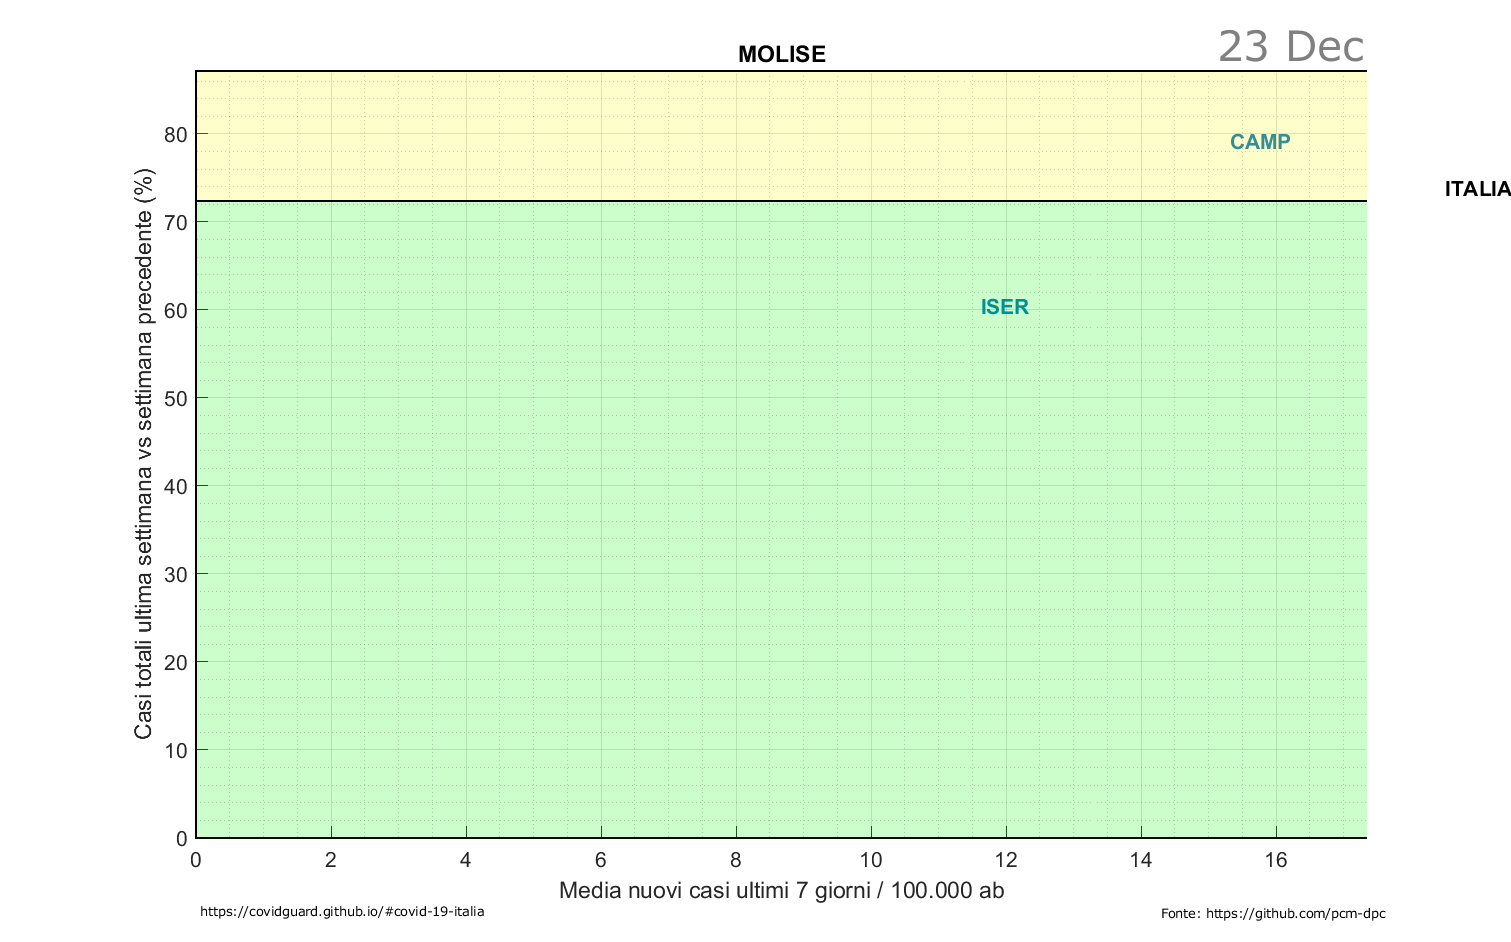 23 Dec
MOLISE
CAMP
ITALIA
ISER
Casi totali ultima settimana vs settimana precedente (%)
80
70
60
50
40
30
20
10
0
0 2 4 6 8 10 12 14 16
Media nuovi casi ultimi 7 giorni / 100.000 ab
https://covidguard.github.io/#covid-19-italia
Fonte: https://github.com/pcm-dpc